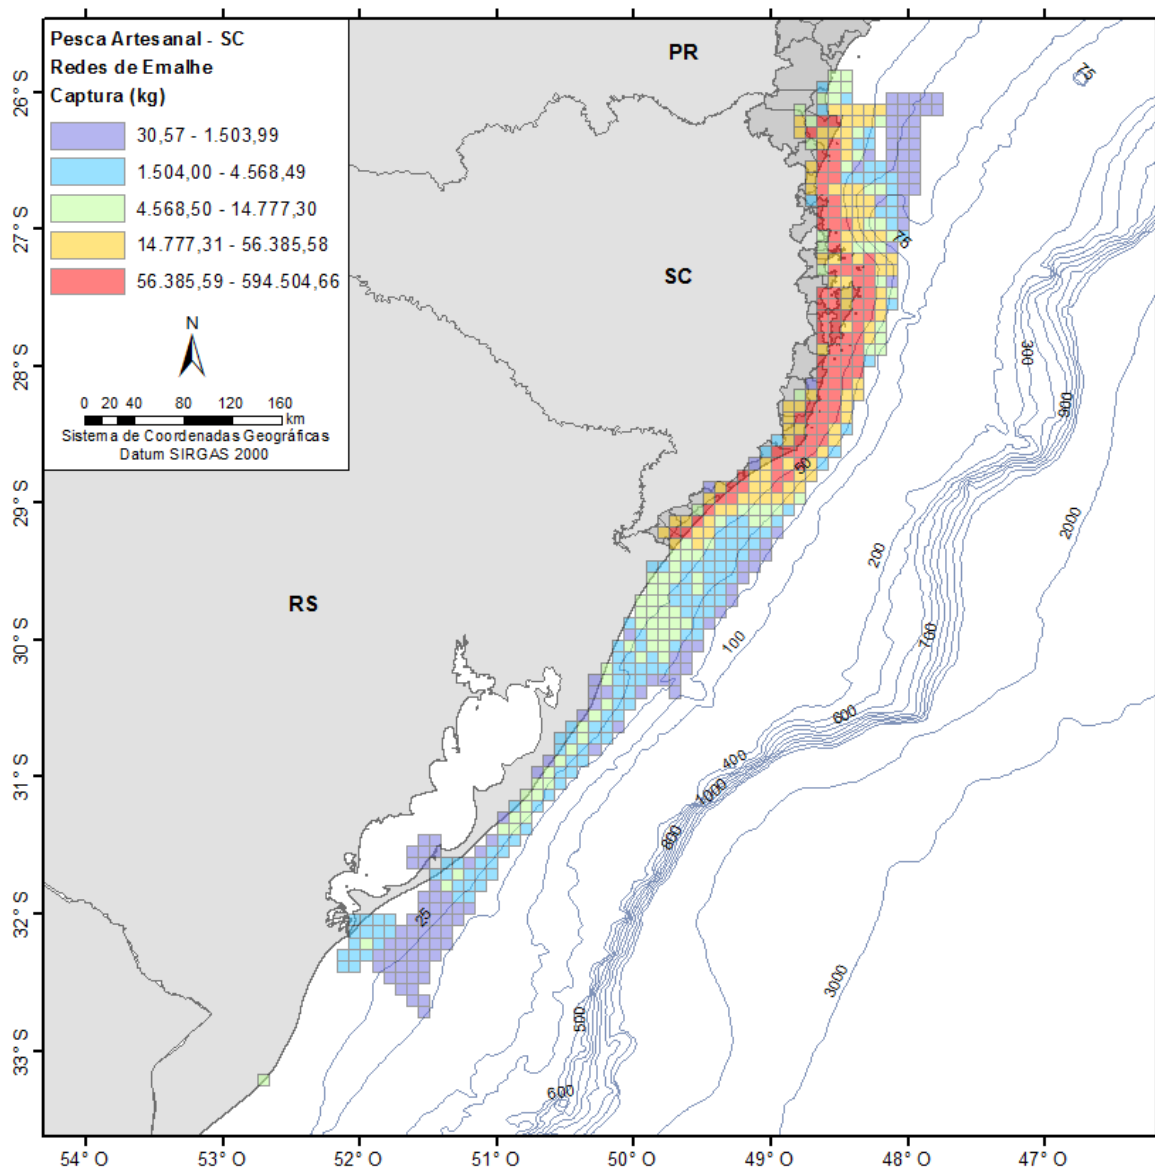 Pesca Artesanal - SC
Redes de Emalhe
Captura (kg)
30,57 - 1.503,99
1.504,00 - 4.568,49
4.568,50 - 14.777,30
14.777,31 - 56.385,58
56.385,59 - 594.504,66
N
0 20 40 80 120 160
km
Sistema de Coordenadas Geográficas
Datum SIRGAS 2000
PR
SC
RS
75
75
50
300
900
2000
200
100
700
600
400
1000
800
25
3000
500
600
26° S
27° S
28° S
29° S
30° S
31° S
32° S
33° S
54° O 53° O 52° O 51° O 50° O 49° O 48° O 47° O